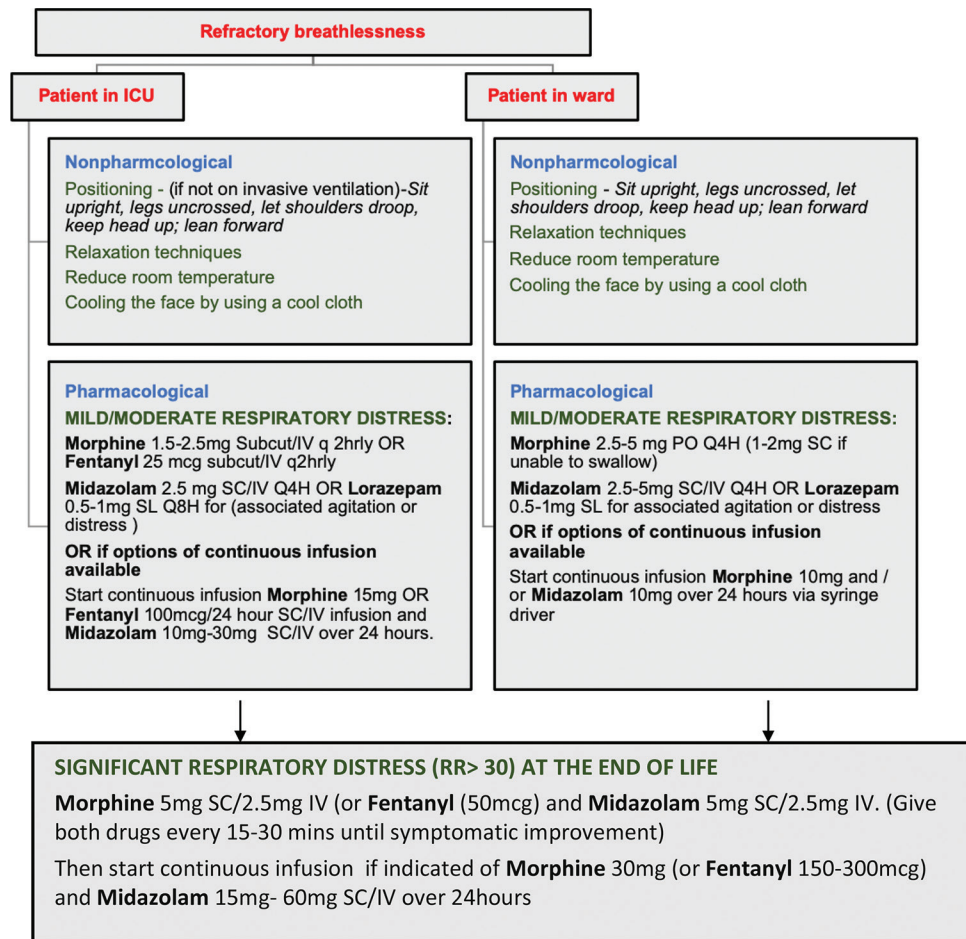 Refractory breathlessness
Patient in ICU
Patient in ward
Nonpharmcological
Positioning - (if not on invasive ventilation)-Sit
upright, legs uncrossed, let shoulders droop,
keep head up; lean forward
Relaxation techniques
Reduce room temperature
Cooling the face by using a cool cloth
Nonpharmacological
Positioning - Sit upright, legs uncrossed, let
shoulders droop, keep head up; lean forward
Relaxation techniques
Reduce room temperature
Cooling the face by using a cool cloth
Pharmacological
MILD/MODERATE RESPIRATORY DISTRESS:
Morphine 1.5-2.5mg Subcut/IV q 2hrly OR
Fentanyl 25 mcg subcut/IV q2hrly
Midazolam 2.5 mg SC/IV Q4H OR Lorazepam
0.5-1mg SL Q8H for (associated agitation or
distress )
OR if options of continuous infusion
available
Start continuous infusion Morphine 15mg OR
Fentanyl 100mcg/24 hour SC/IV infusion and
Midazolam 10mg-30mg SC/IV over 24 hours.
Pharmacological
MILD/MODERATE RESPIRATORY DISTRESS:
Morphine 2.5-5 mg PO Q4H (1-2mg SC if
unable to swallow)
Midazolam 2.5-5mg SC/IV Q4H OR Lorazepam
0.5-1mg SL for associated agitation or distress
OR if options of continuous infusion
available
Start continuous infusion Morphine 10mg and /
or Midazolam 10mg over 24 hours via syringe
driver
SIGNIFICANT RESPIRATORY DISTRESS (RR> 30) AT THE END OF LIFE
Morphine 5mg SC/2.5mg IV (or Fentanyl (50mcg) and Midazolam 5mg SC/2.5mg IV. (Give
both drugs every 15-30 mins until symptomatic improvement)
Then start continuous infusion if indicated of Morphine 30mg (or Fentanyl 150-300mcg)
and Midazolam 15mg- 60mg SC/IV over 24hours